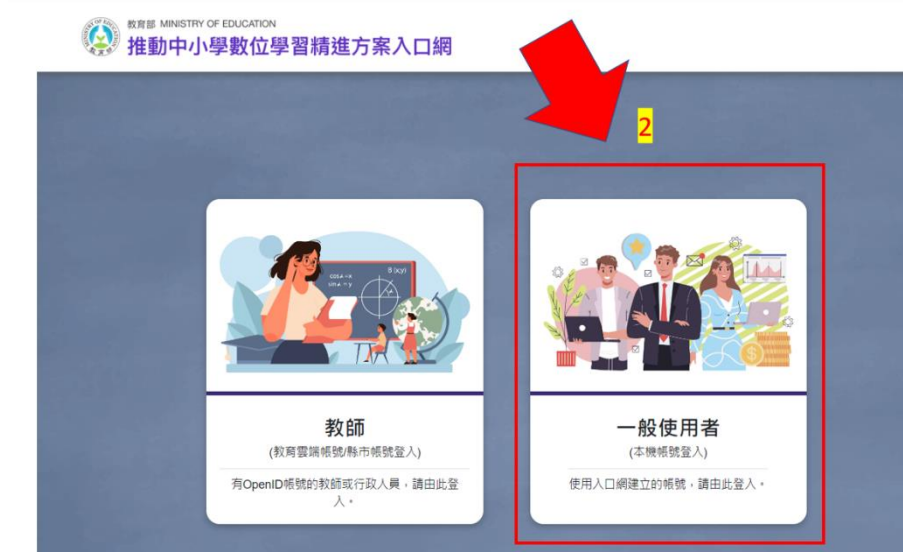 教育部 MINISTRY OF EDUCATION
推動中小學數位學習精進方案入口網
2
教師
(教育雲端帳號/縣市帳號登入)
有OpenID帳號的教師或行政人員，請由此登
入。
一般使用者
(本機帳號登入)
使用入口網建立的帳號，請由此登入。